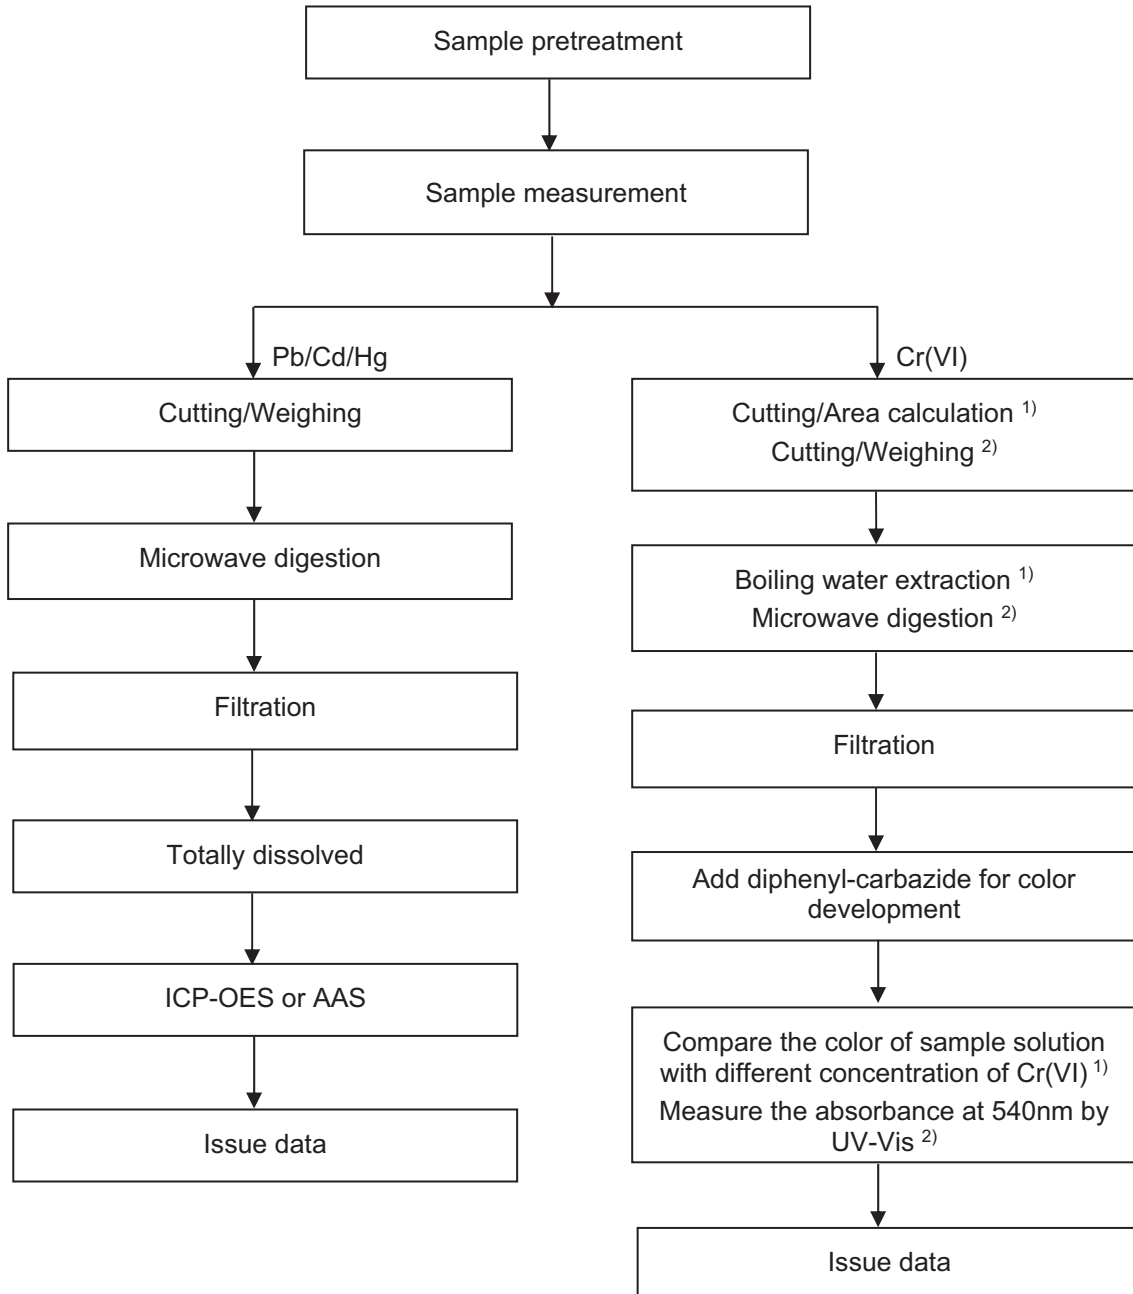 Sample pretreatment
Sample measurement
Pb/Cd/Hg
Cutting/Weighing
Microwave digestion
Filtration
Totally dissolved
ICP-OES or AAS
Issue data
Cr(VI)
Cutting/Area calculation 1)
Cutting/Weighing 2)
Boiling water extraction 1)
Microwave digestion 2)
Filtration
Add diphenyl-carbazide for color
development
Compare the color of sample solution
with different concentration of Cr(VI) 1)
Measure the absorbance at 540nm by
UV-Vis 2)
Issue data